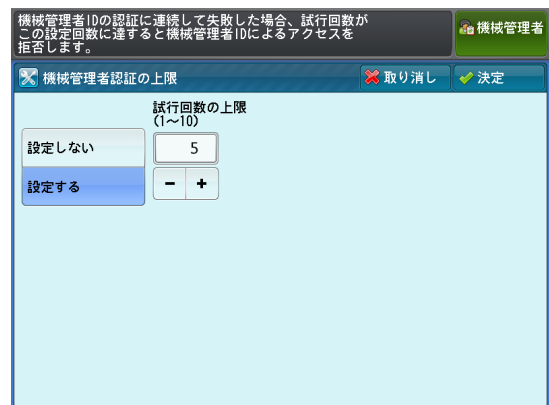 機械管理者IDの認証に連続して失敗した場合、試行回数が
この設定回数に達すると機械管理者IDによるアクセスを
拒否します。
機械管理者
機械管理者認証の上限
取り消し
決定
試行回数の上限
(1〜10)
設定しない
5
設定する
- +